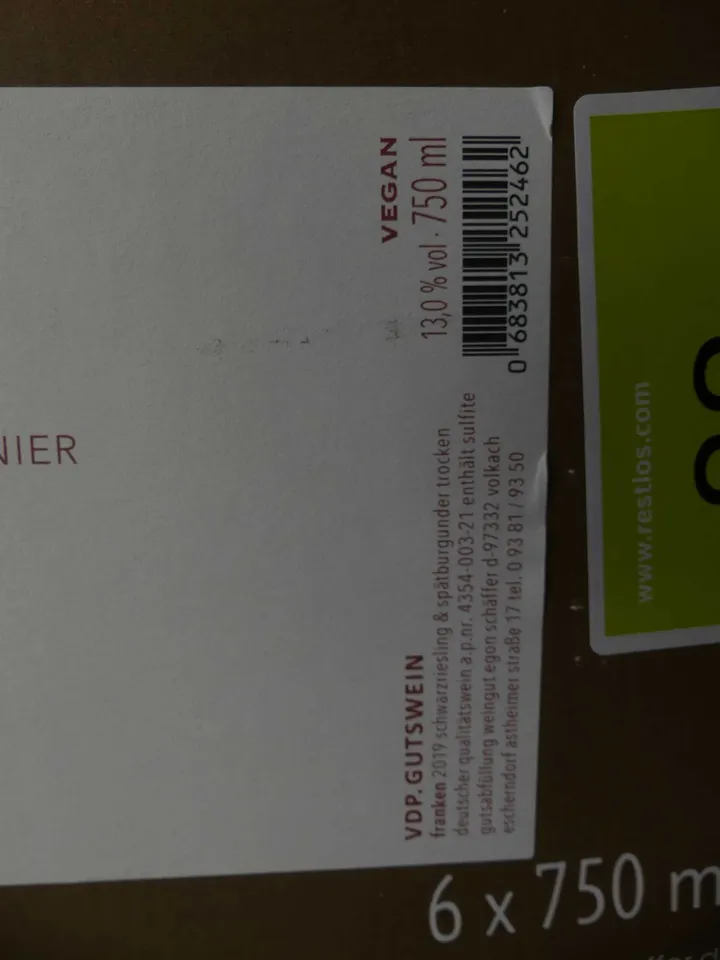 NIER
VEGAN
13,0 % vol · 750 ml
0 683813 252462
VDP.GUTSWEIN
franken 2019 schwarzriesling & spätburgunder trocken
deutscher qualitätswein a.p.nr. 4354-003-21 enthält sulfite
gutsabfüllung weingut egon schäffer d-97332 volkach
escherndorf astheimer straße 17 tel. 0 93 81 / 93 50
www.restlos.com
6 x 750 m